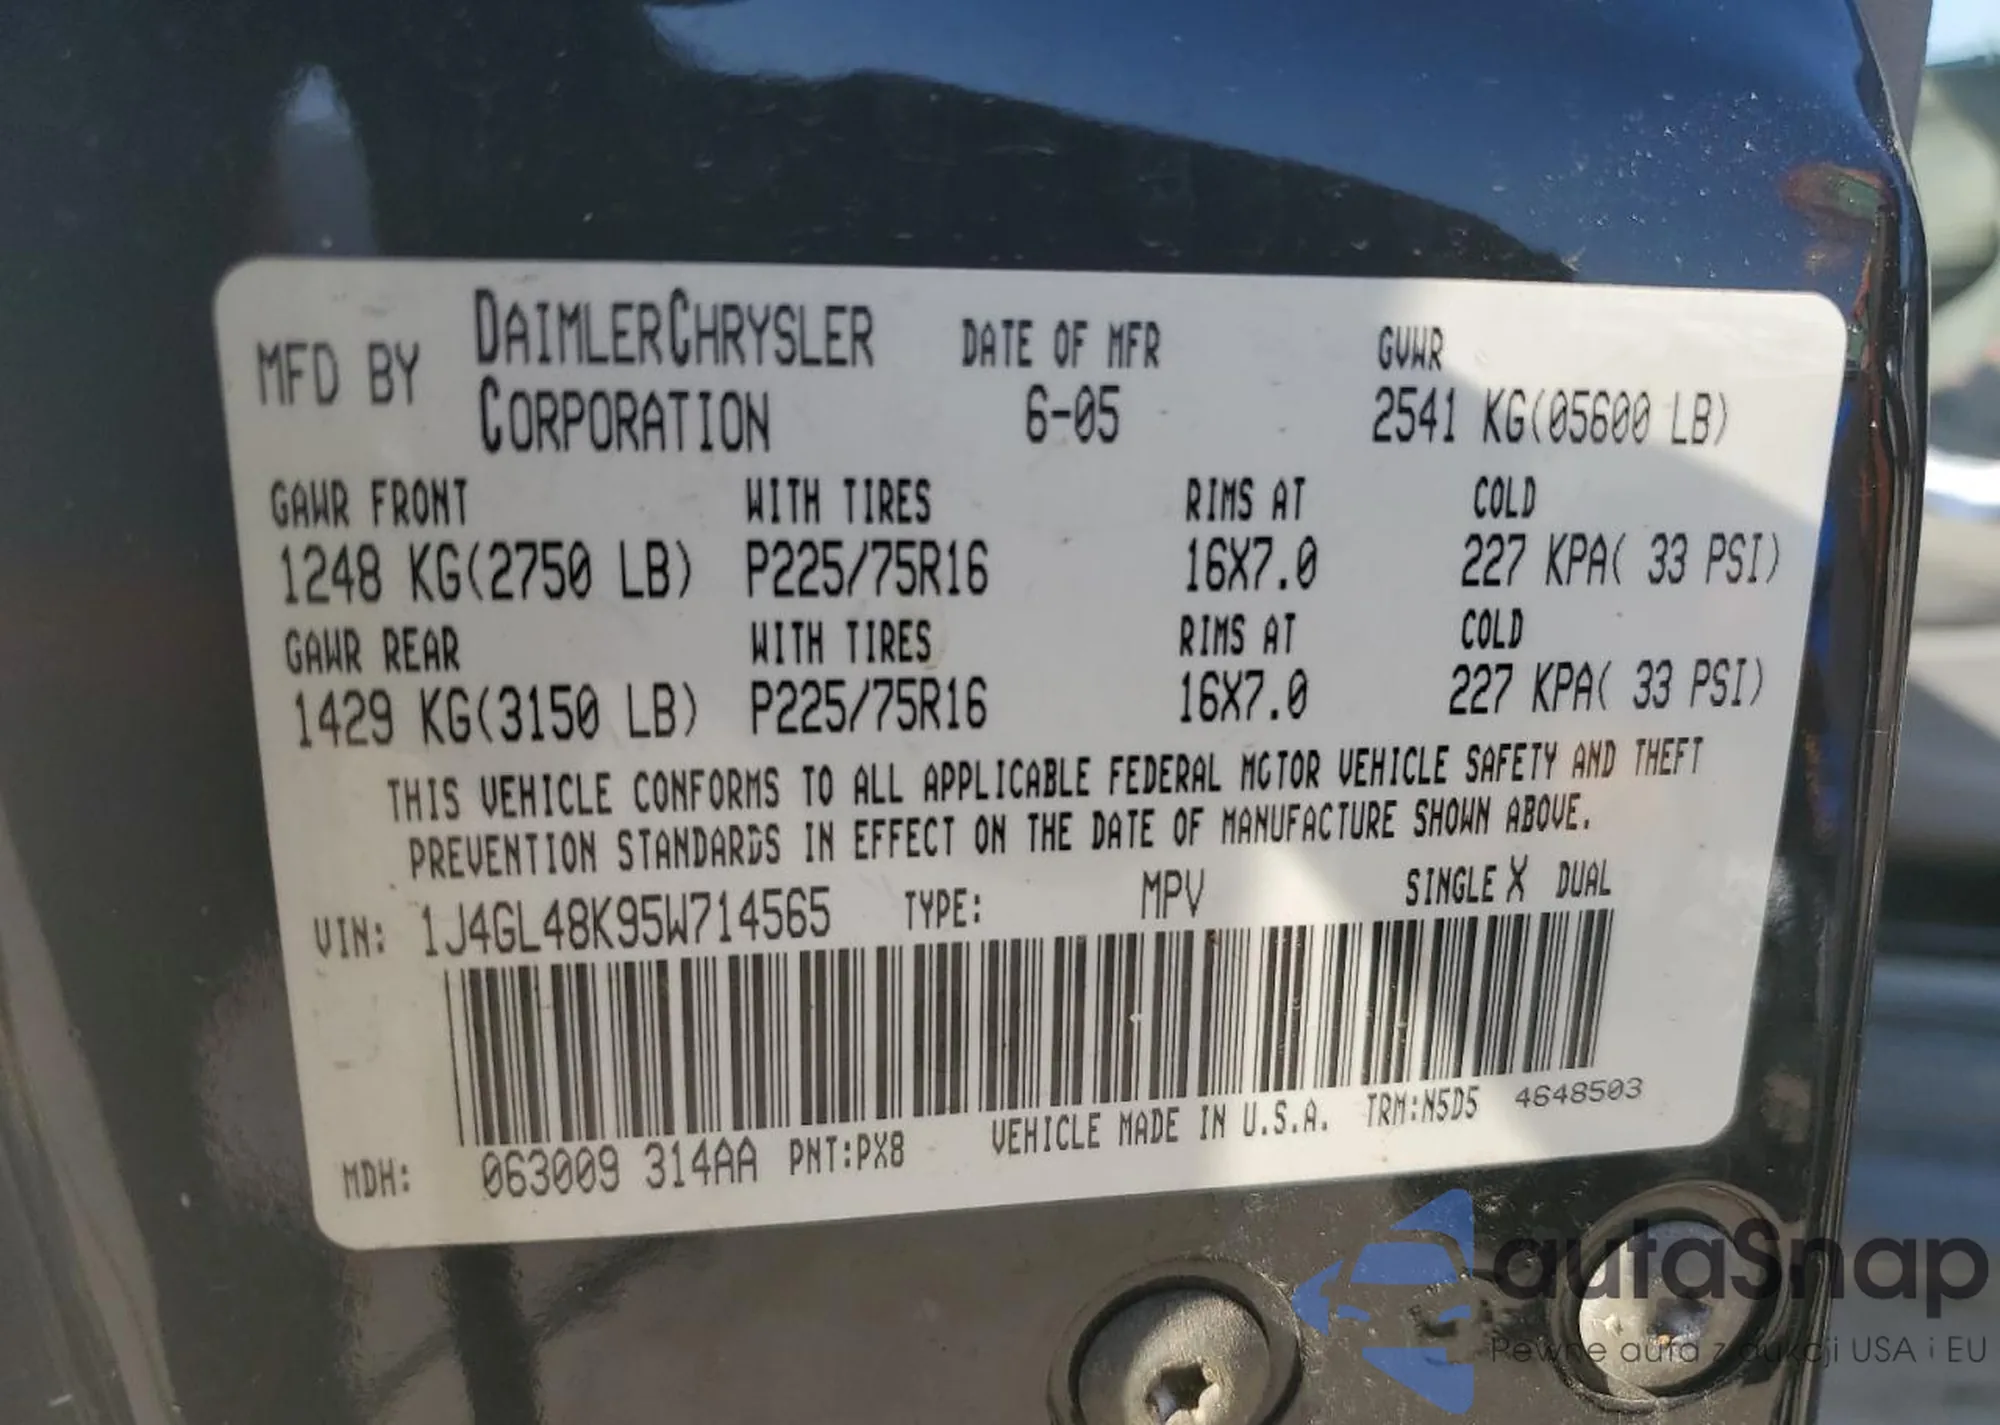 MFD BY DAIMLERCHRYSLER CORPORATION DATE OF MFR 6-05 GVWR 2541 KG(05600 LB)
GAWR FRONT WITH TIRES RIMS AT COLD
1248 KG(2750 LB) P225/75R16 16X7.0 227 KPA( 33 PSI)
GAWR REAR WITH TIRES RIMS AT COLD
1429 KG(3150 LB) P225/75R16 16X7.0 227 KPA( 33 PSI)
THIS VEHICLE CONFORMS TO ALL APPLICABLE FEDERAL MOTOR VEHICLE SAFETY AND THEFT
PREVENTION STANDARDS IN EFFECT ON THE DATE OF MANUFACTURE SHOWN ABOVE.
VIN: 1J4GL48K95W714565 TYPE: MPV SINGLE X DUAL
MDH: 063009 314AA PNT:PX8 VEHICLE MADE IN U.S.A. TRM:N5D5 4648503
autaSnap
Pewne auta z aukcji USA i EU